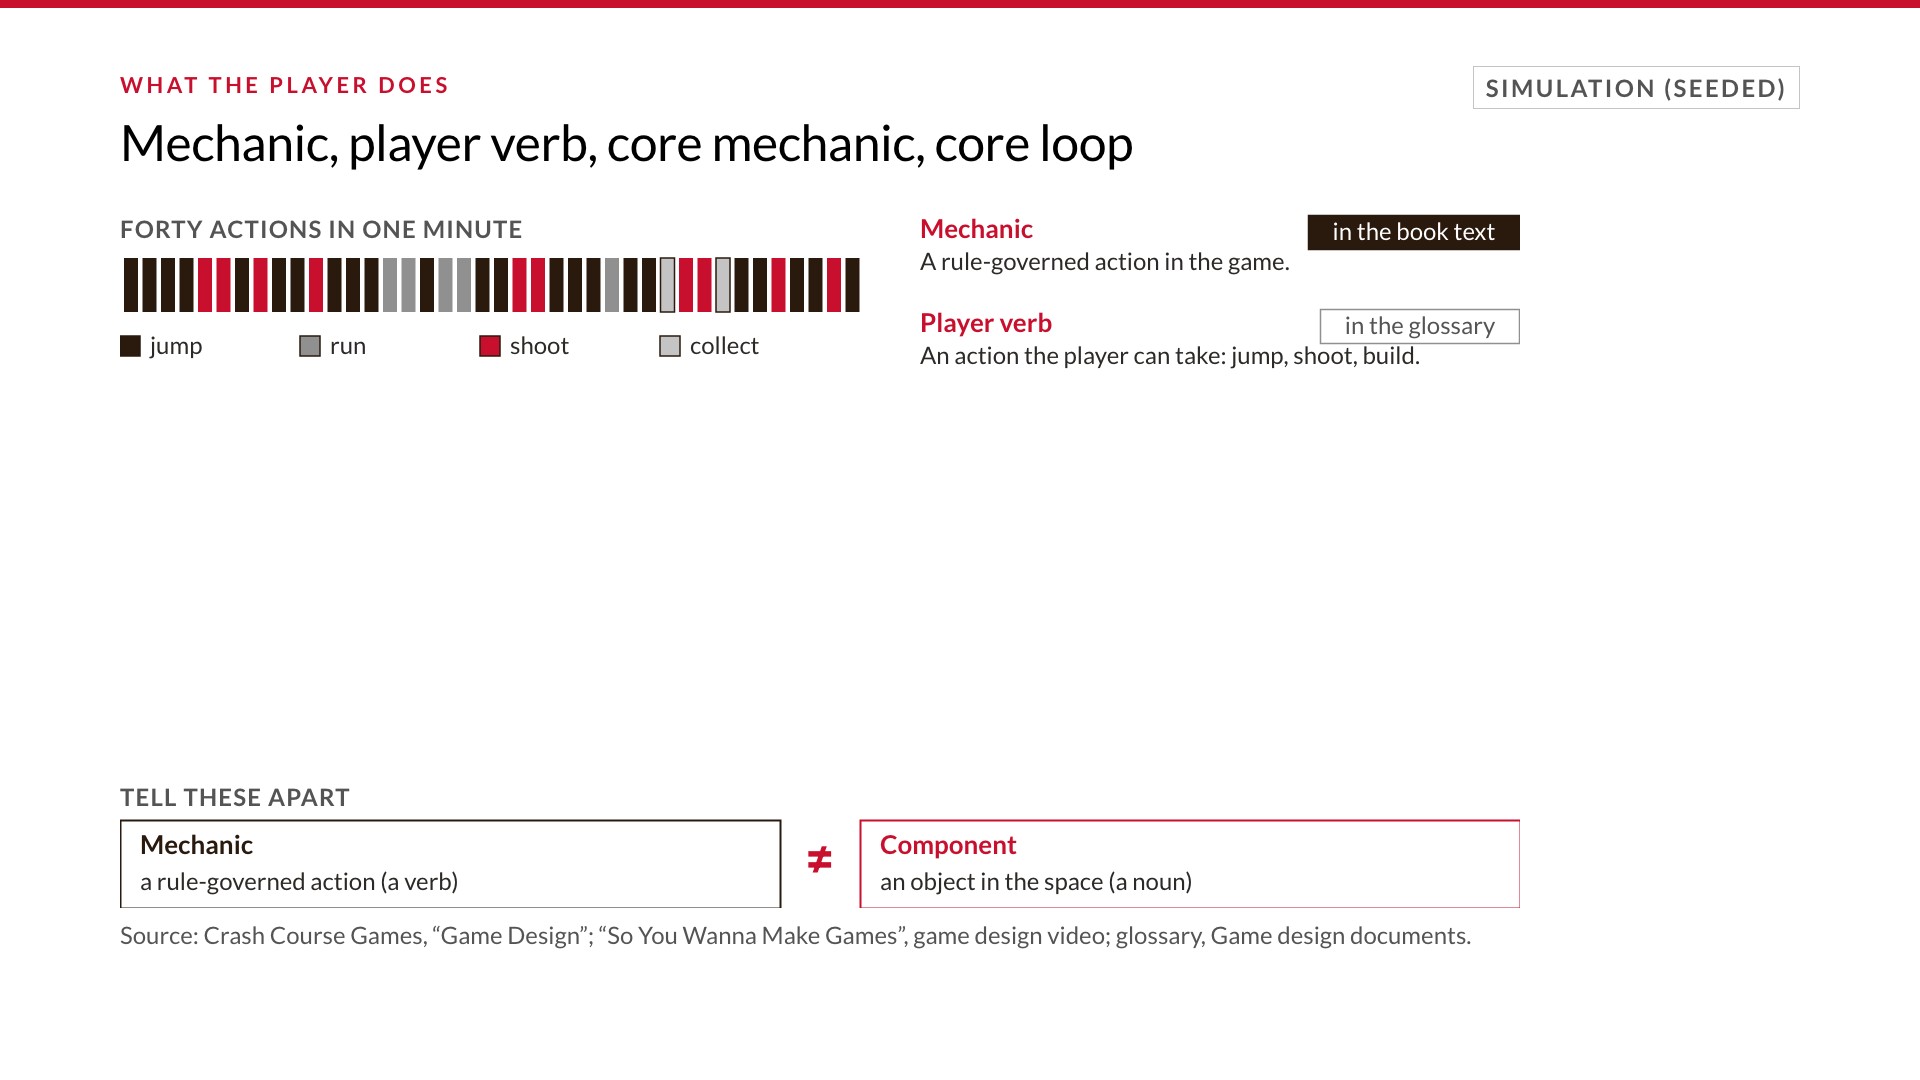 WHAT THE PLAYER DOES
SIMULATION (SEEDED)
Mechanic, player verb, core mechanic, core loop
FORTY ACTIONS IN ONE MINUTE
jump
run
shoot
collect
Mechanic
in the book text
A rule-governed action in the game.
Player verb
in the glossary
An action the player can take: jump, shoot, build.
TELL THESE APART
Mechanic
a rule-governed action (a verb)
≠
Component
an object in the space (a noun)
Source: Crash Course Games, “Game Design”; “So You Wanna Make Games”, game design video; glossary, Game design documents.